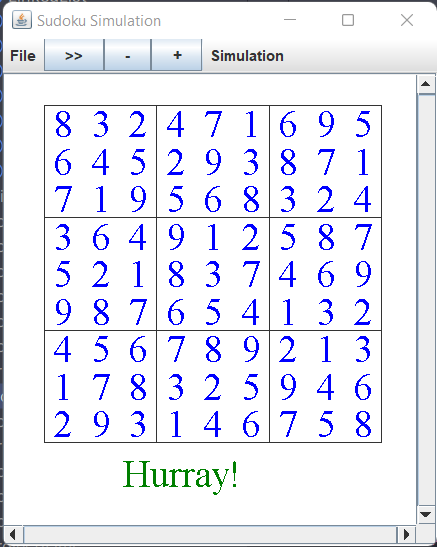 Sudoku Simulation
File >> - + Simulation
8 3 2 4 7 1 6 9 5
6 4 5 2 9 3 8 7 1
7 1 9 5 6 8 3 2 4
3 6 4 9 1 2 5 8 7
5 2 1 8 3 7 4 6 9
9 8 7 6 5 4 1 3 2
4 5 6 7 8 9 2 1 3
1 7 8 3 2 5 9 4 6
2 9 3 1 4 6 7 5 8
Hurray!